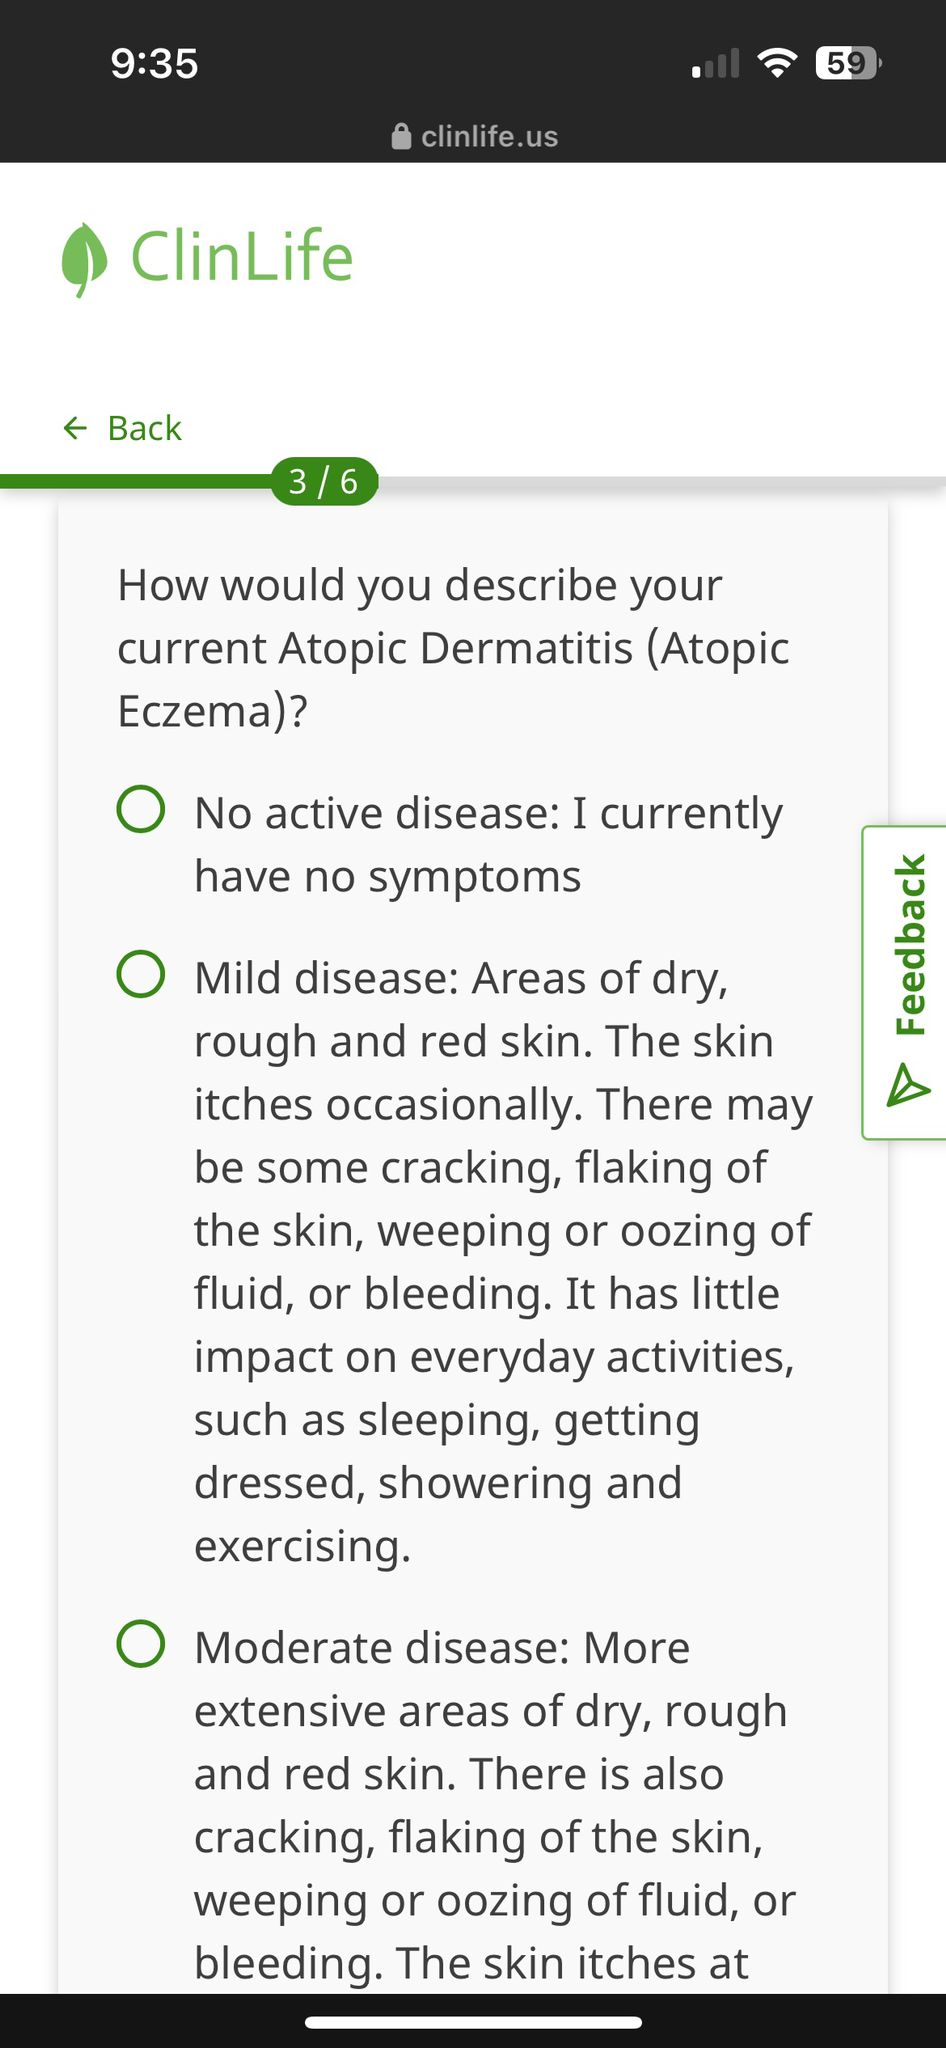 9:35
59
clinlife.us
ClinLife
← Back
3 / 6
How would you describe your
current Atopic Dermatitis (Atopic
Eczema)?
No active disease: I currently
have no symptoms
Mild disease: Areas of dry,
rough and red skin. The skin
itches occasionally. There may
be some cracking, flaking of
the skin, weeping or oozing of
fluid, or bleeding. It has little
impact on everyday activities,
such as sleeping, getting
dressed, showering and
exercising.
Moderate disease: More
extensive areas of dry, rough
and red skin. There is also
cracking, flaking of the skin,
weeping or oozing of fluid, or
bleeding. The skin itches at
Feedback